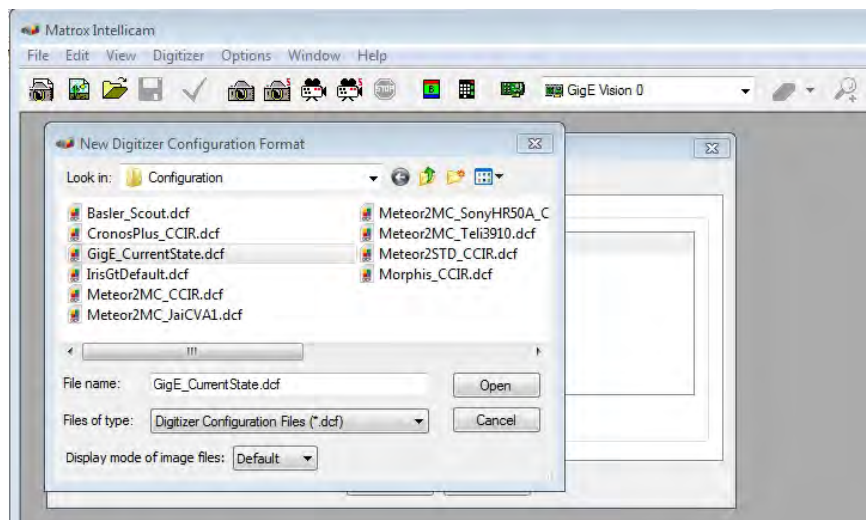 Matrox Intellicam
File Edit View Digitizer Options Window Help
GigE Vision 0
New Digitizer Configuration Format
Look in: Configuration
Basler_Scout.dcf
CronosPlus_CCIR.dcf
GigE_CurrentState.dcf
IrisGtDefault.dcf
Meteor2MC_CCIR.dcf
Meteor2MC_JaiCVA1.dcf
Meteor2MC_SonyHR50A_C
Meteor2MC_Teli3910.dcf
Meteor2STD_CCIR.dcf
Morphis_CCIR.dcf
File name: GigE_CurrentState.dcf Open
Files of type: Digitizer Configuration Files (*.dcf) Cancel
Display mode of image files: Default